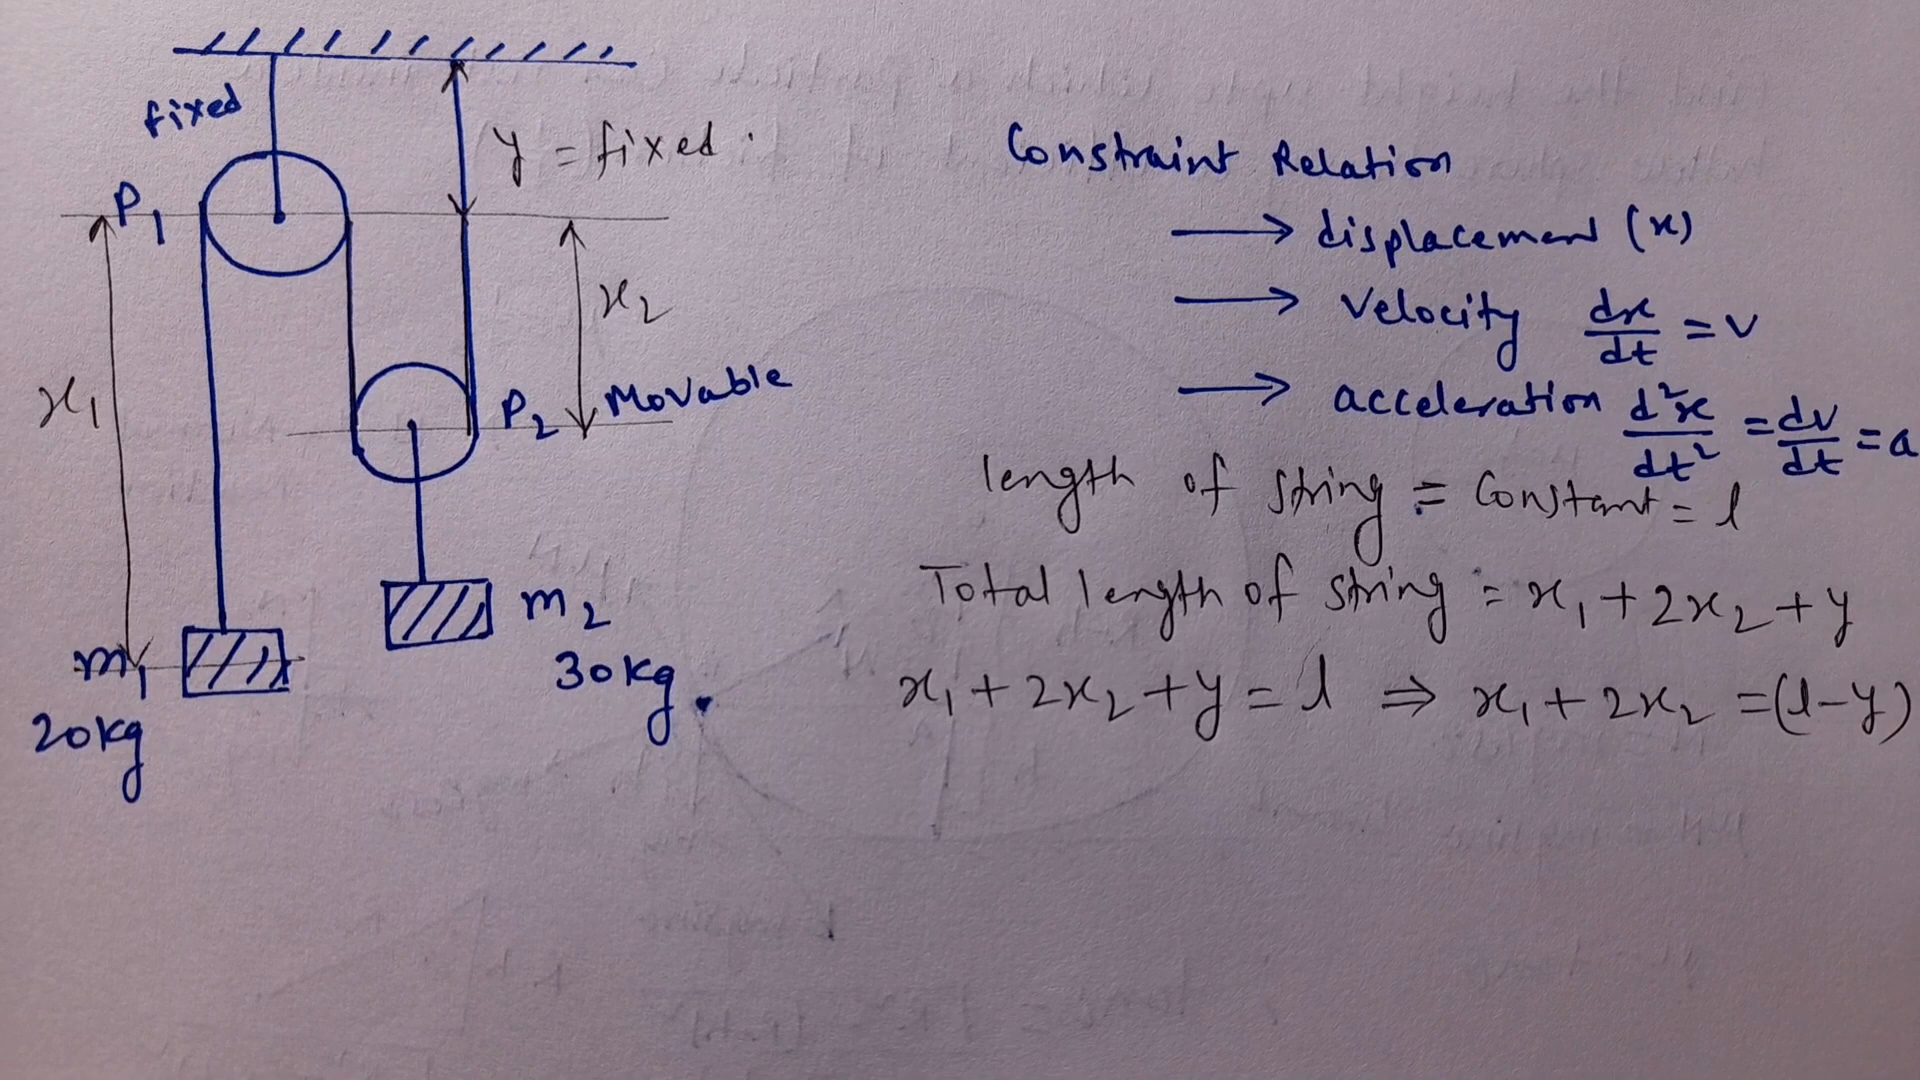 fixed
y = fixed
P1
x2
x1
P2
Movable
m1
20kg
m2
30kg
Constraint Relation
→ displacement (x)
→ Velocity dx/dt = v
→ acceleration d²x/dt² = dv/dt = a
length of string = Constant = l
Total length of string = x1 + 2x2 + y
x1 + 2x2 + y = l ⇒ x1 + 2x2 = (l-y)